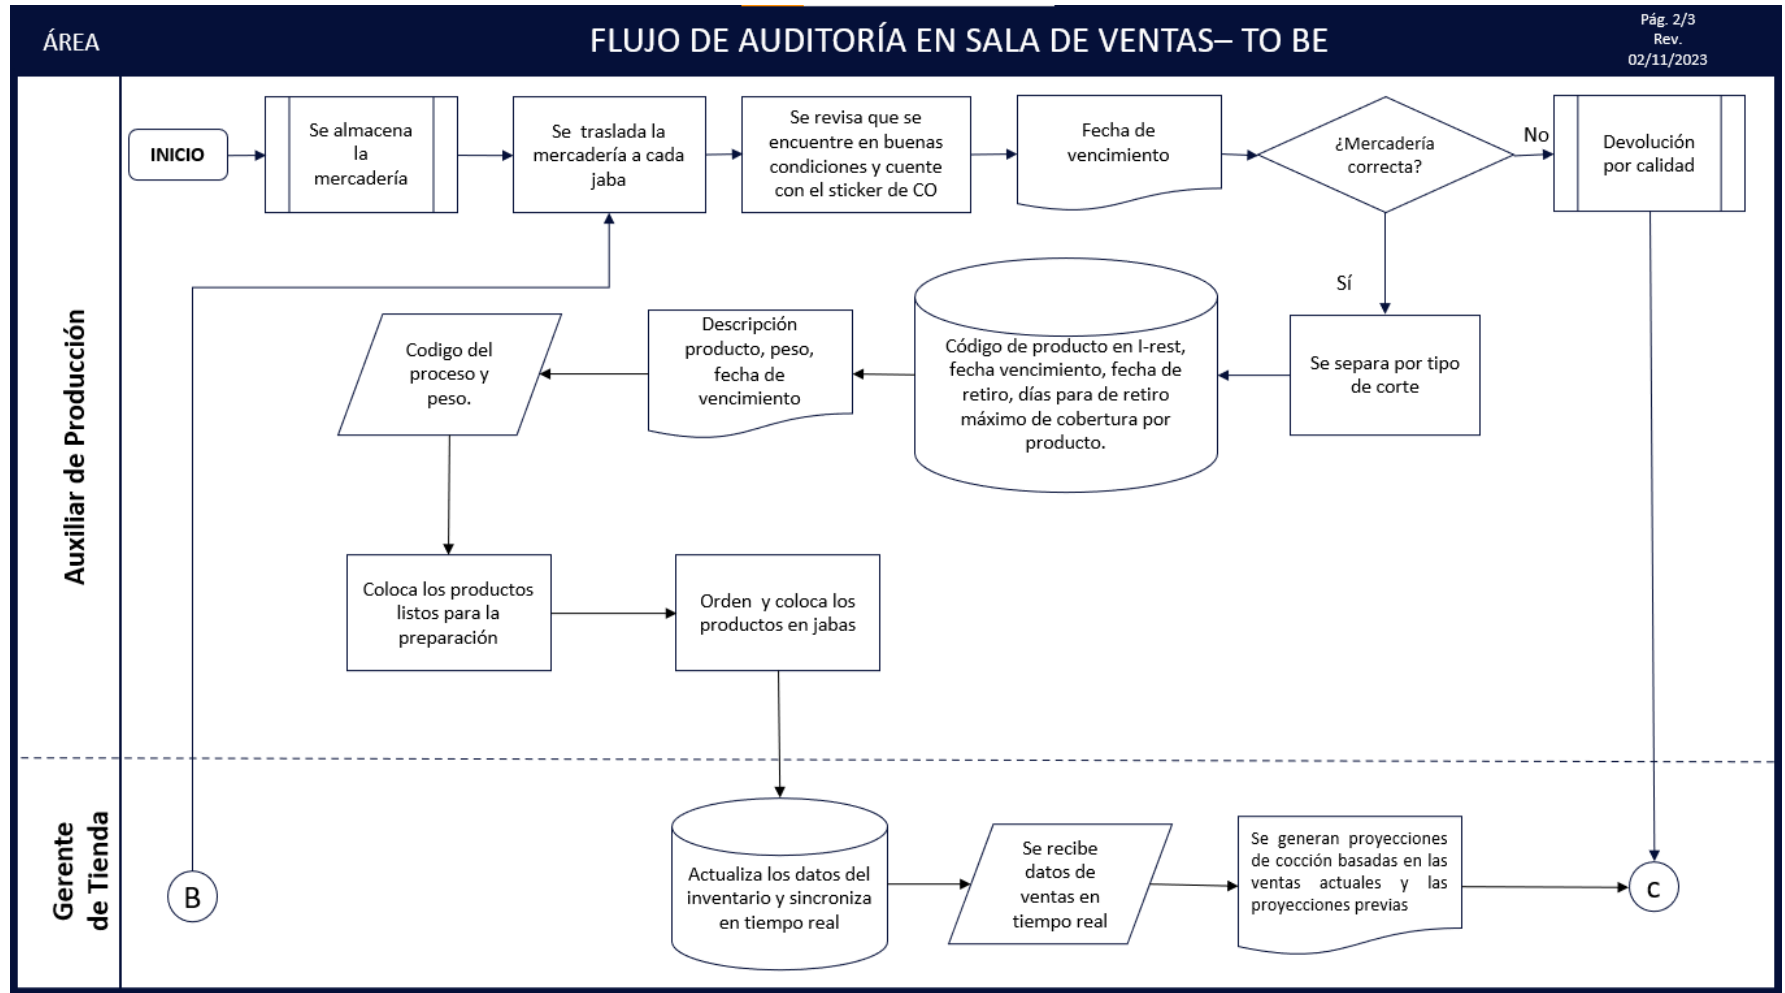 ÁREA
FLUJO DE AUDITORÍA EN SALA DE VENTAS– TO BE
Pág. 2/3
Rev.
02/11/2023
Auxiliar de Producción
INICIO
Se almacena
la
mercadería
Se  traslada la
mercadería a cada
jaba
Se revisa que se
encuentre en buenas
condiciones y cuente
con el sticker de CO
Fecha de
vencimiento
¿Mercadería
correcta?
No
Devolución
por calidad
Sí
Se separa por tipo
de corte
Código de producto en I-rest,
fecha vencimiento, fecha de
retiro, días para de retiro
máximo de cobertura por
producto.
Descripción
producto, peso,
fecha de
vencimiento
Codigo del
proceso y
peso.
Coloca los productos
listos para la
preparación
Orden  y coloca los
productos en jabas
Gerente
de Tienda
B
Actualiza los datos del
inventario y sincroniza
en tiempo real
Se recibe
datos de
ventas en
tiempo real
Se generan proyecciones
de cocción basadas en las
ventas actuales y las
proyecciones previas
C